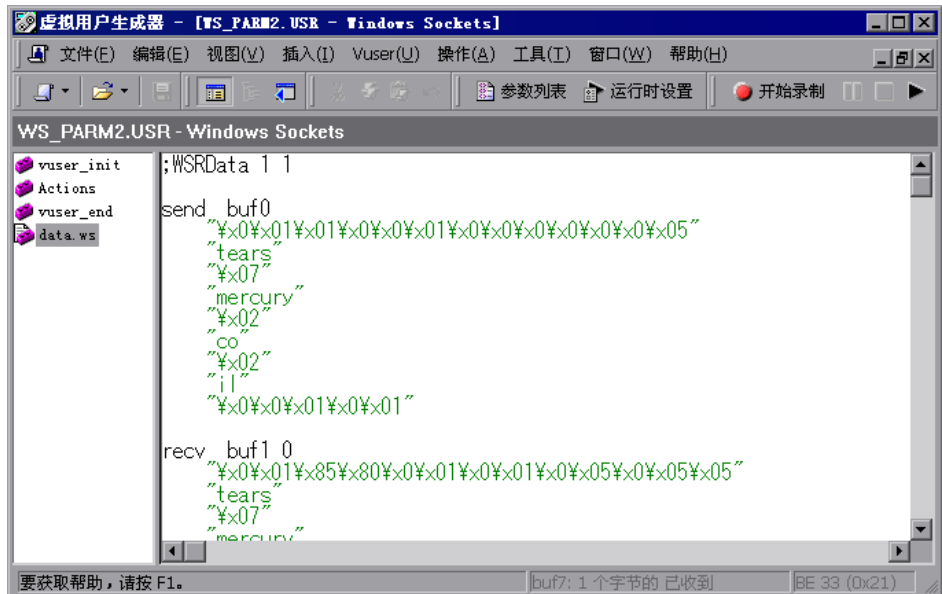 虚拟用户生成器 - [WS_PARM2.USR - Windows Sockets]
文件(F) 编辑(E) 视图(V) 插入(I) Vuser(U) 操作(A) 工具(T) 窗口(W) 帮助(H)
参数列表 运行时设置 开始录制
WS_PARM2.USR - Windows Sockets
vuser_init
Actions
vuser_end
data.ws
;WSRData 1 1
send buf0
"¥x0¥x01¥x01¥x0¥x0¥x01¥x0¥x0¥x0¥x0¥x0¥x0¥x05"
"tears"
"¥x07"
"mercury"
"¥x02"
"co"
"¥x02"
"il"
"¥x0¥x0¥x01¥x0¥x01"
recv buf1 0
"¥x0¥x01¥x85¥x80¥x0¥x01¥x0¥x01¥x0¥x05¥x0¥x05¥x05"
"tears"
"¥x07"
"mercury"
要获取帮助，请按 F1。 buf7: 1 个字节的 已收到 BE 33 (0x21)